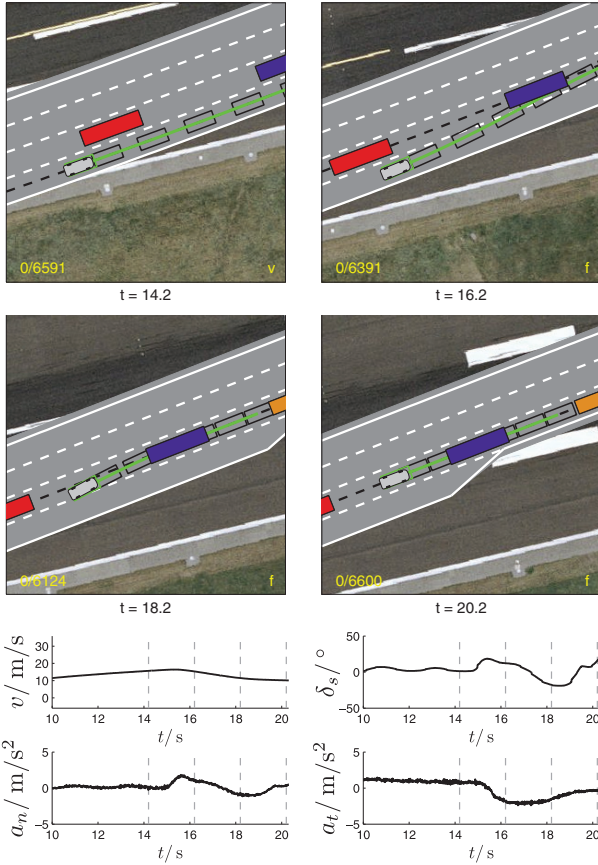 0/6591 v
0/6391 f
t = 14.2
t = 16.2
0/6124 f
0/6600 f
t = 18.2
t = 20.2
30
20
10
0
v/ m/s
10 12 14 16 18 20
t/ s
50
0
−50
δs/ °
10 12 14 16 18 20
t/ s
5
0
−5
an/ m/s²
10 12 14 16 18 20
t/ s
5
0
−5
at/ m/s²
10 12 14 16 18 20
t/ s